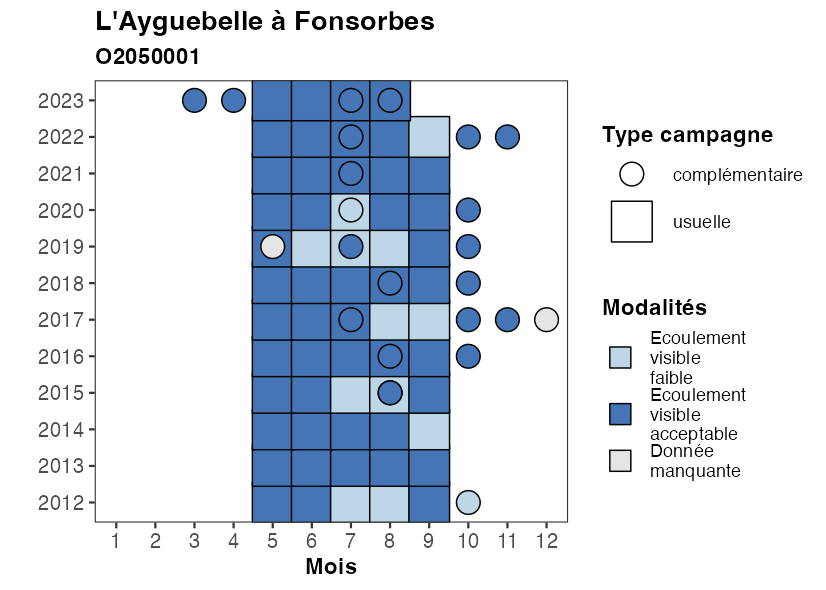 L'Ayguebelle à Fonsorbes
O2050001
2023
2022
2021
2020
2019
2018
2017
2016
2015
2014
2013
2012
1 2 3 4 5 6 7 8 9 10 11 12
Mois
Type campagne
complémentaire
usuelle
Modalités
Ecoulement
visible
faible
Ecoulement
visible
acceptable
Donnée
manquante